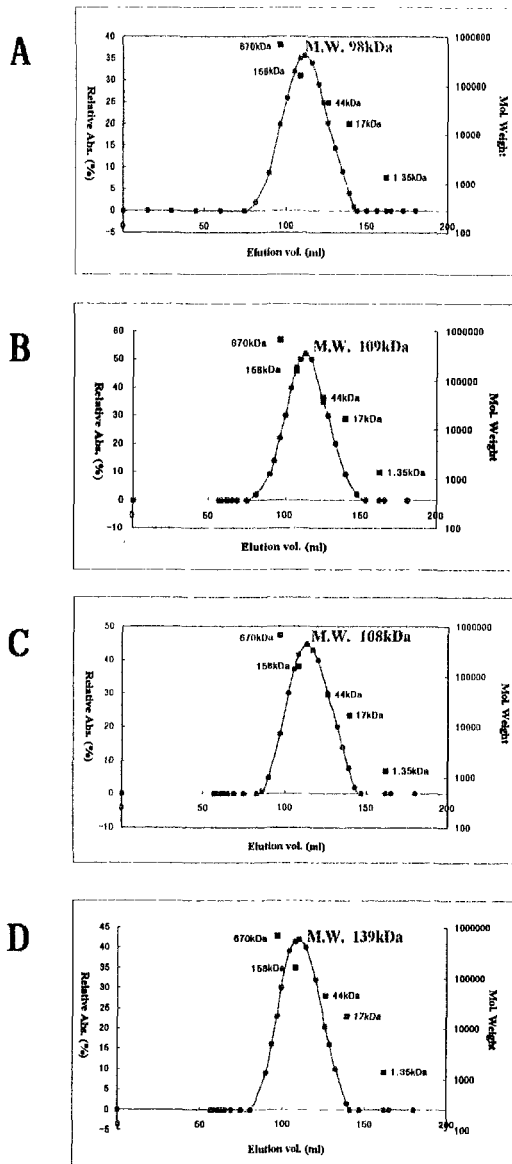 A
M.W. 98kDa
670kDa
158kDa
44kDa
17kDa
1.35kDa
Relative Abs. (%)
40
35
30
25
20
15
10
5
0
-5
0
50
100
150
200
1000000
100000
10000
1000
100
Mol. Weight
Elution vol. (ml)
B
M.W. 109kDa
670kDa
158kDa
44kDa
17kDa
1.35kDa
Relative Abs. (%)
60
50
40
30
20
10
0
-10
0
50
100
150
200
1000000
100000
10000
1000
100
Mol. Weight
Elution vol. (ml)
C
M.W. 108kDa
670kDa
158kDa
44kDa
17kDa
1.35kDa
Relative Abs. (%)
50
40
30
20
10
0
-10
0
50
100
150
200
1000000
100000
10000
1000
100
Mol. Weight
Elution vol. (ml)
D
M.W. 139kDa
670kDa
158kDa
44kDa
17kDa
1.35kDa
Relative Abs. (%)
45
40
35
30
25
20
15
10
5
0
-5
0
50
100
150
200
1000000
100000
10000
1000
100
Mol. Weight
Elution vol. (ml)